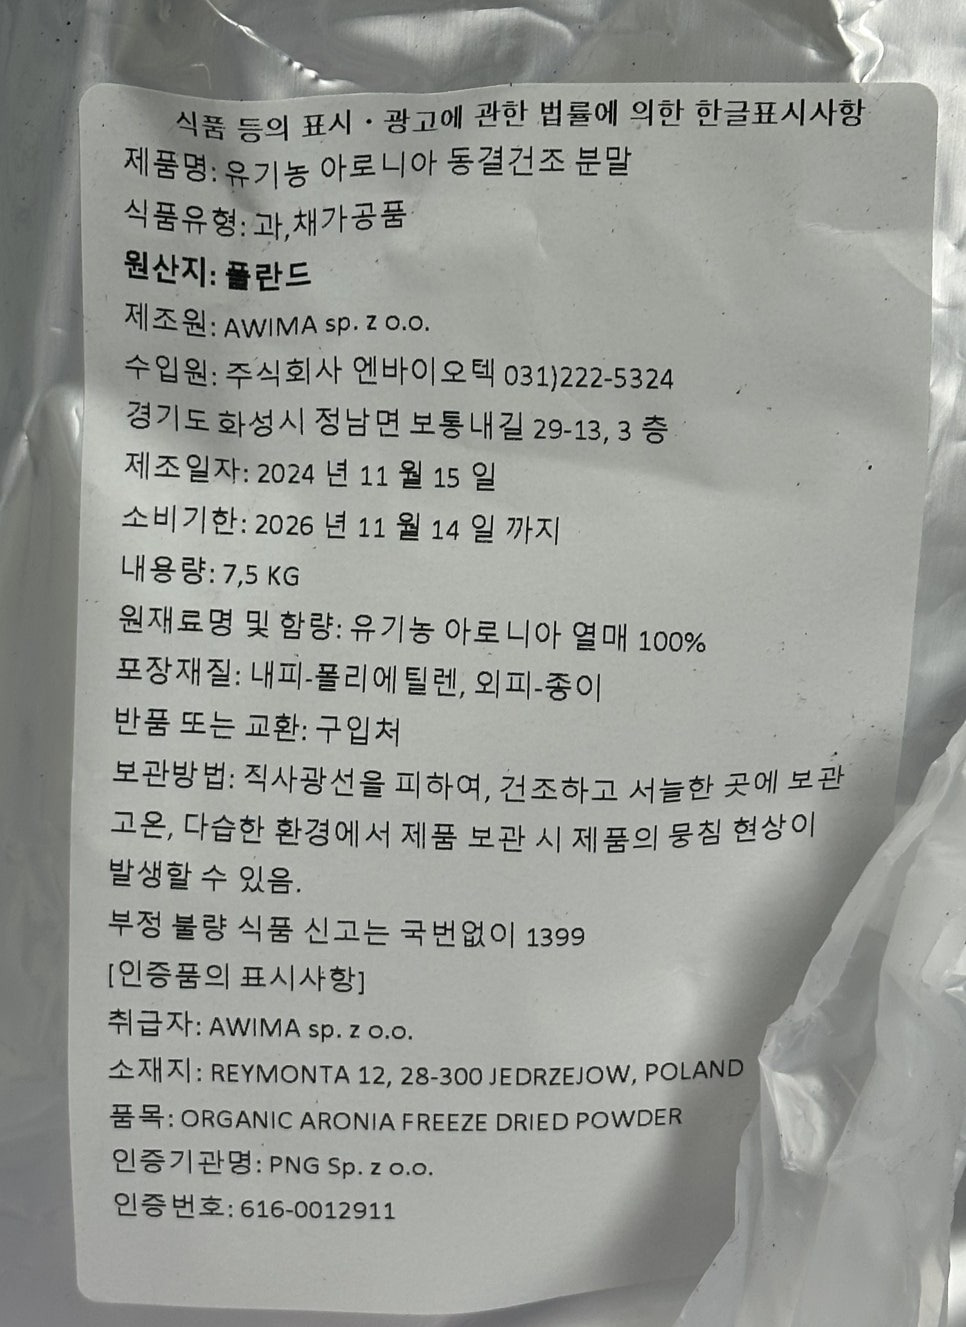 식품 등의 표시・광고에 관한 법률에 의한 한글표시사항
제품명: 유기농 아로니아 동결건조 분말
식품유형: 과,채가공품
원산지: 폴란드
제조원: AWIMA sp. z o.o.
수입원: 주식회사 엔바이오텍 031)222-5324
경기도 화성시 정남면 보통내길 29-13, 3 층
제조일자: 2024 년 11 월 15 일
소비기한: 2026 년 11 월 14 일 까지
내용량: 7,5 KG
원재료명 및 함량: 유기농 아로니아 열매 100%
포장재질: 내피-폴리에틸렌, 외피-종이
반품 또는 교환: 구입처
보관방법: 직사광선을 피하여, 건조하고 서늘한 곳에 보관
고온, 다습한 환경에서 제품 보관 시 제품의 뭉침 현상이
발생할 수 있음.
부정 불량 식품 신고는 국번없이 1399
[인증품의 표시사항]
취급자: AWIMA sp. z o.o.
소재지: REYMONTA 12, 28-300 JEDRZEJOW, POLAND
품목: ORGANIC ARONIA FREEZE DRIED POWDER
인증기관명: PNG Sp. z o.o.
인증번호: 616-0012911